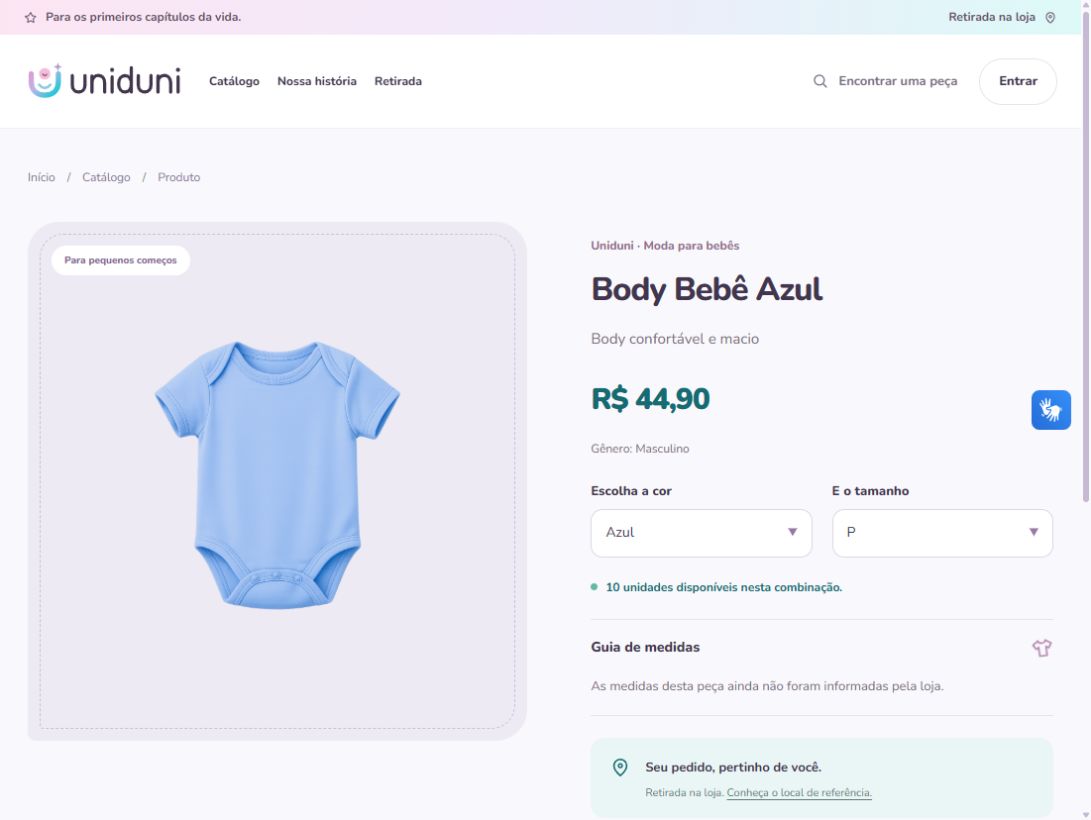 Para os primeiros capítulos da vida.
Retirada na loja
uniduni
Catálogo
Nossa história
Retirada
Encontrar uma peça
Entrar
Início / Catálogo / Produto
Para pequenos começos
Uniduni · Moda para bebês
Body Bebê Azul
Body confortável e macio
R$ 44,90
Gênero: Masculino
Escolha a cor
E o tamanho
Azul
P
10 unidades disponíveis nesta combinação.
Guia de medidas
As medidas desta peça ainda não foram informadas pela loja.
Seu pedido, pertinho de você.
Retirada na loja. Conheça o local de referência.